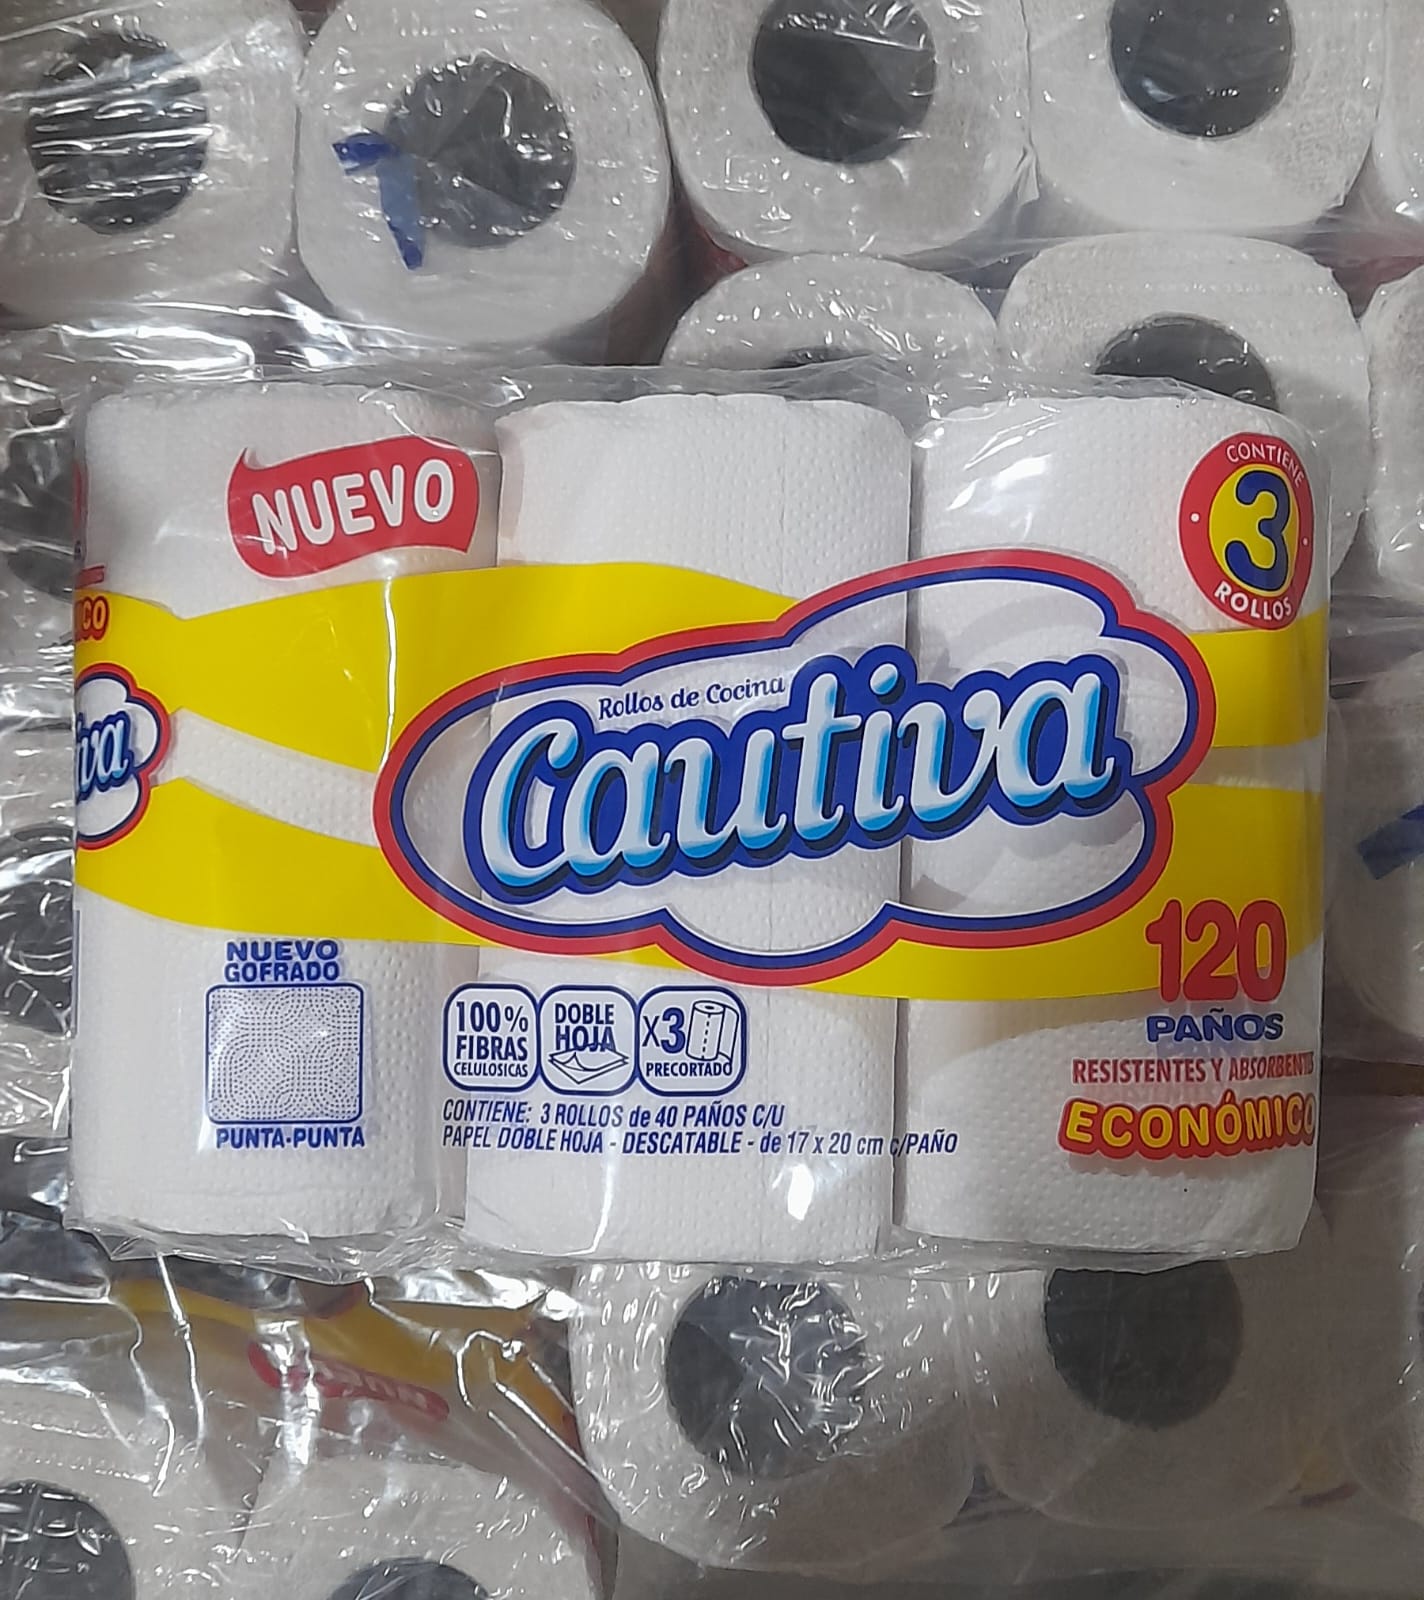 NUEVO
CONTIENE
3
ROLLOS
Rollos de Cocina
Cautiva
120
PAÑOS
RESISTENTES Y ABSORBENTES
ECONÓMICO
NUEVO
GOFRADO
PUNTA-PUNTA
100%
FIBRAS
CELULOSICAS
DOBLE
HOJA
X3
PRECORTADO
CONTIENE: 3 ROLLOS de 40 PAÑOS C/U
PAPEL DOBLE HOJA - DESCATABLE - de 17 x 20 cm c/PAÑO